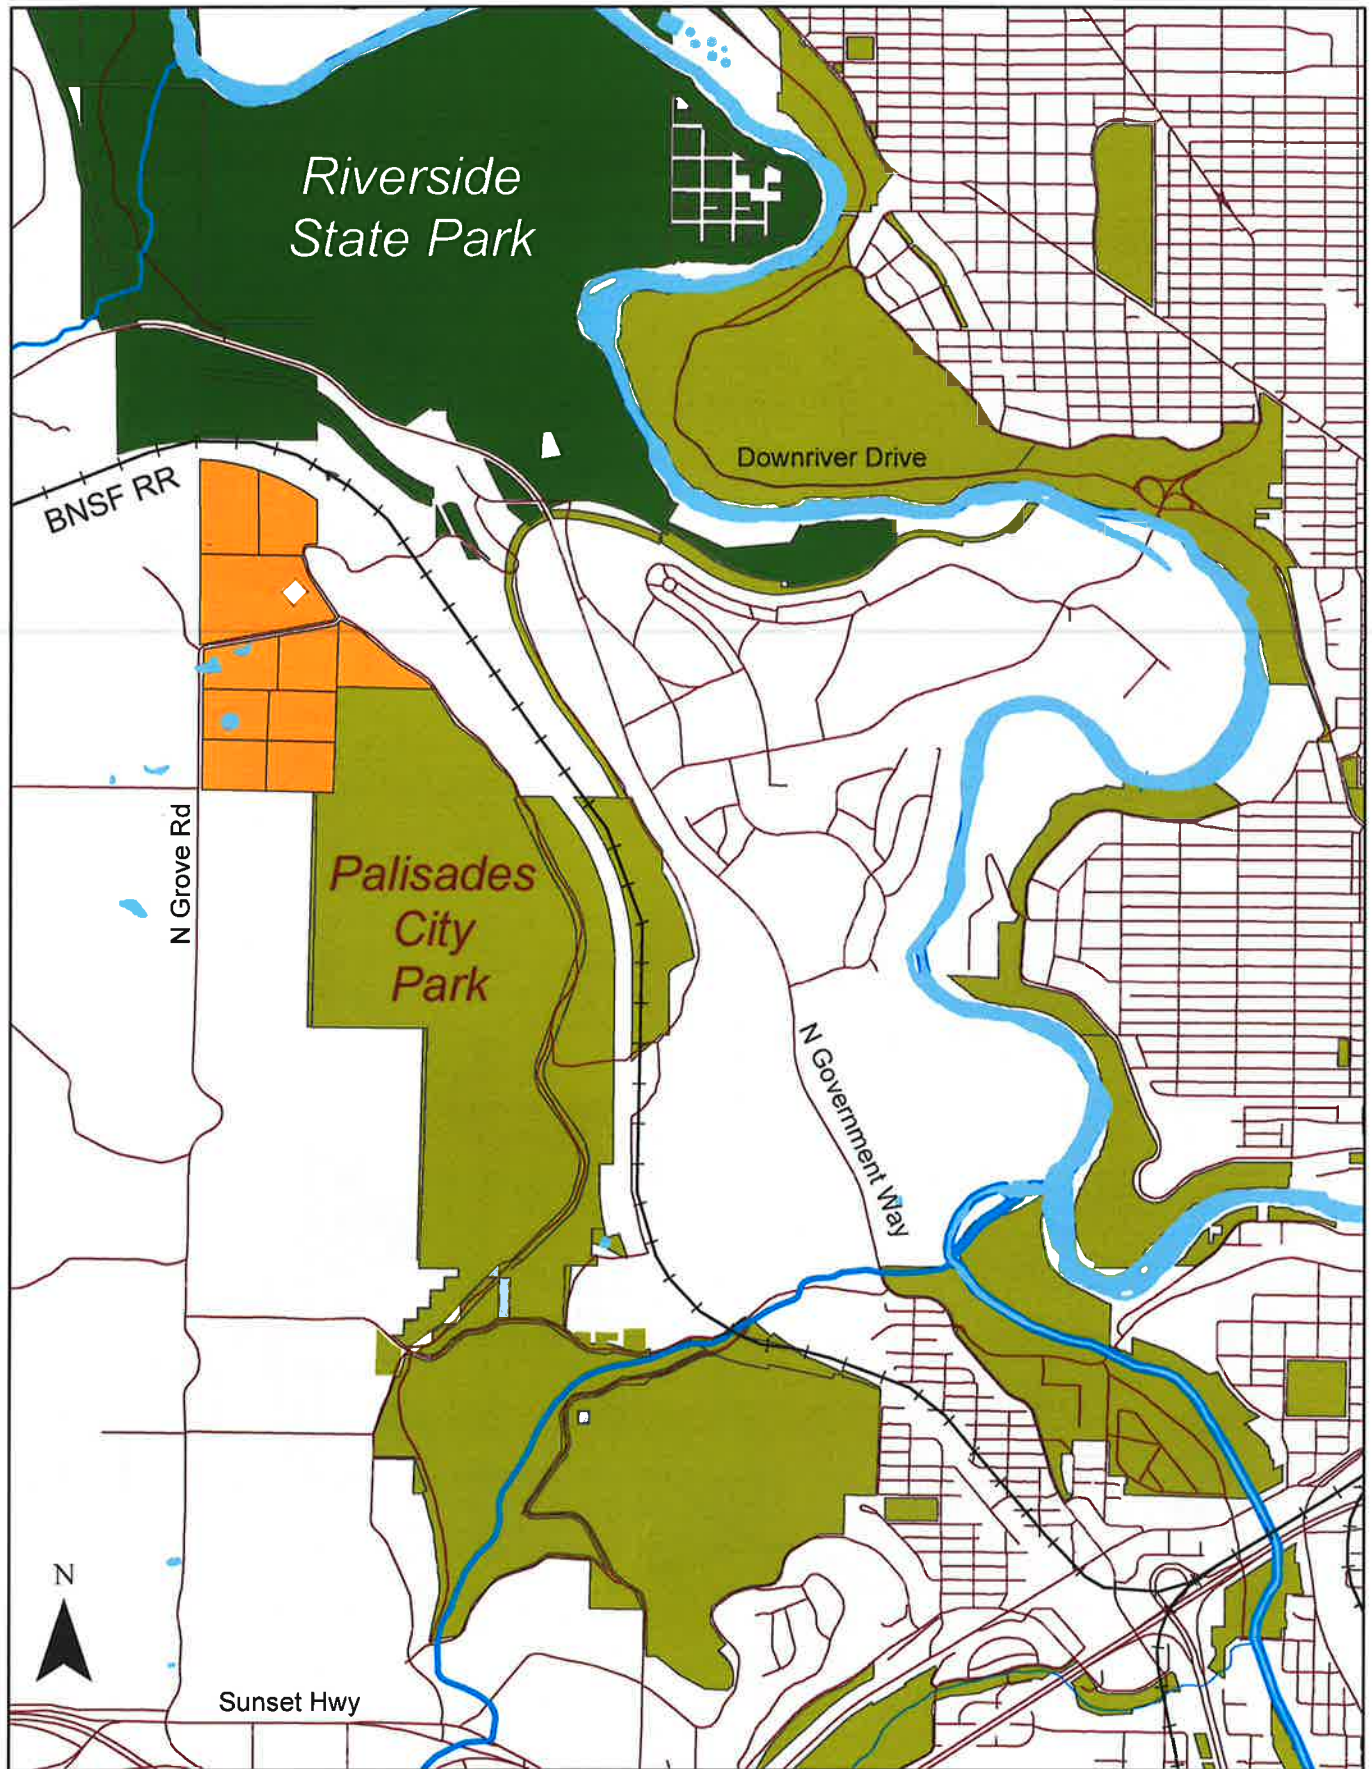 Riverside
State Park
Downriver Drive
BNSF RR
N Grove Rd
Palisades
City
Park
N Government Way
N
Sunset Hwy